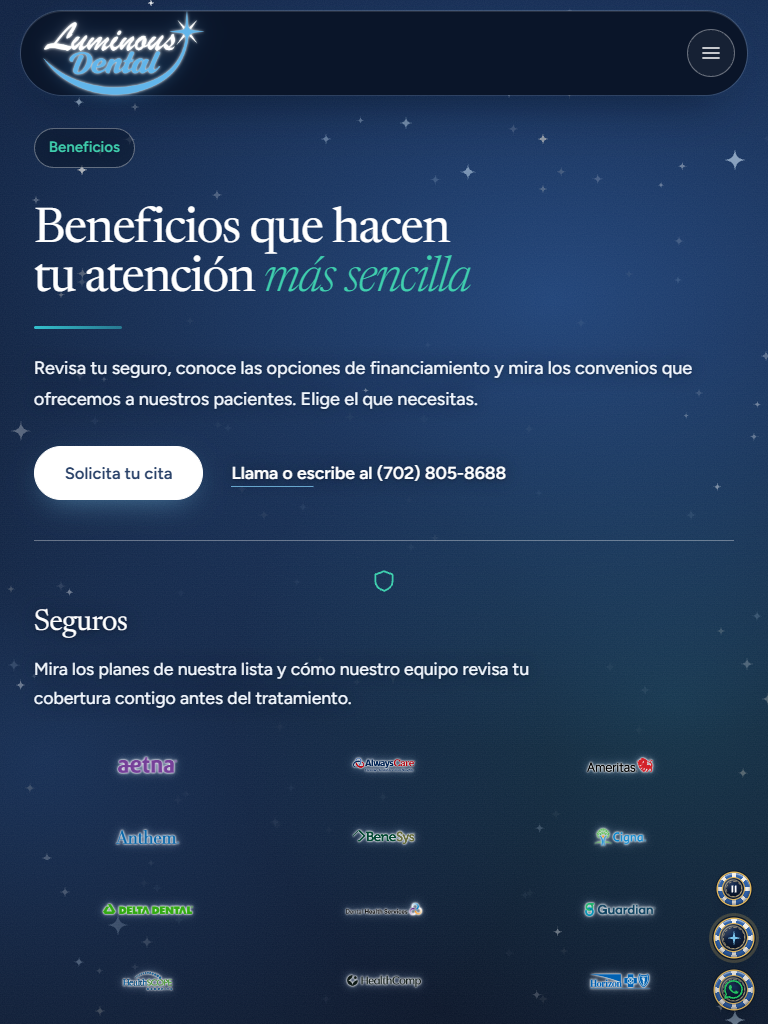 Luminous
Dental
Beneficios
Beneficios que hacen
tu atención más sencilla
Revisa tu seguro, conoce las opciones de financiamiento y mira los convenios que
ofrecemos a nuestros pacientes. Elige el que necesitas.
Solicita tu cita
Llama o escribe al (702) 805-8688
Seguros
Mira los planes de nuestra lista y cómo nuestro equipo revisa tu
cobertura contigo antes del tratamiento.
aetna
AlwaysCare
Ameritas
Anthem
BeneSys
Cigna
DELTA DENTAL
Dental Health Services
Guardian
HealthComp
Horizon